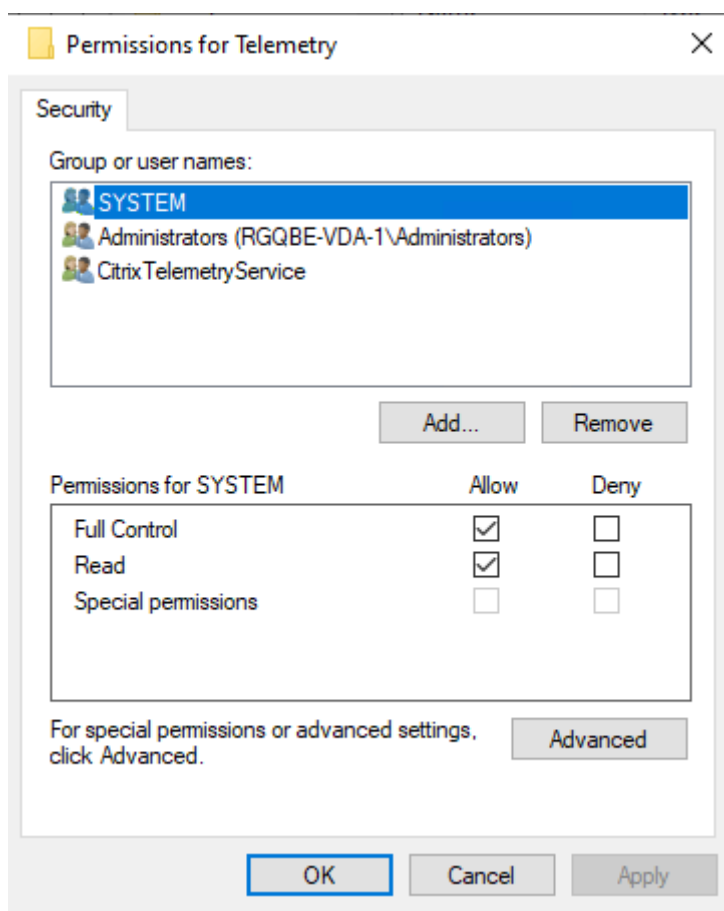 Permissions for Telemetry
Security
Group or user names:
SYSTEM
Administrators (RGQBE-VDA-1\Administrators)
CitrixTelemetryService
Add...
Remove
Permissions for SYSTEM Allow Deny
Full Control
Read
Special permissions
For special permissions or advanced settings,
click Advanced.
Advanced
OK Cancel Apply